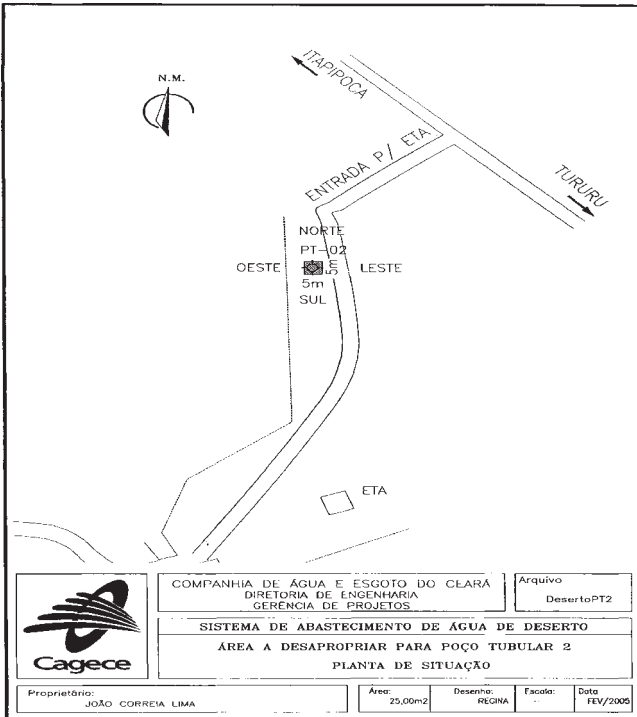 N.M.
ITAPIPOCA
TURURU
ENTRADA P/ ETA
NORTE
PT-02
OESTE
LESTE
5m
5m
SUL
ETA
Cagece
COMPANHIA DE ÁGUA E ESGOTO DO CEARÁ
DIRETORIA DE ENGENHARIA
GERÊNCIA DE PROJETOS
Arquivo
DesertoPT2
SISTEMA DE ABASTECIMENTO DE ÁGUA DE DESERTO
ÁREA A DESAPROPRIAR PARA POÇO TUBULAR 2
PLANTA DE SITUAÇÃO
Proprietário:
JOÃO CORREIA LIMA
Área:
25,00m2
Desenho:
REGINA
Escala:
--
Data
FEV/2005